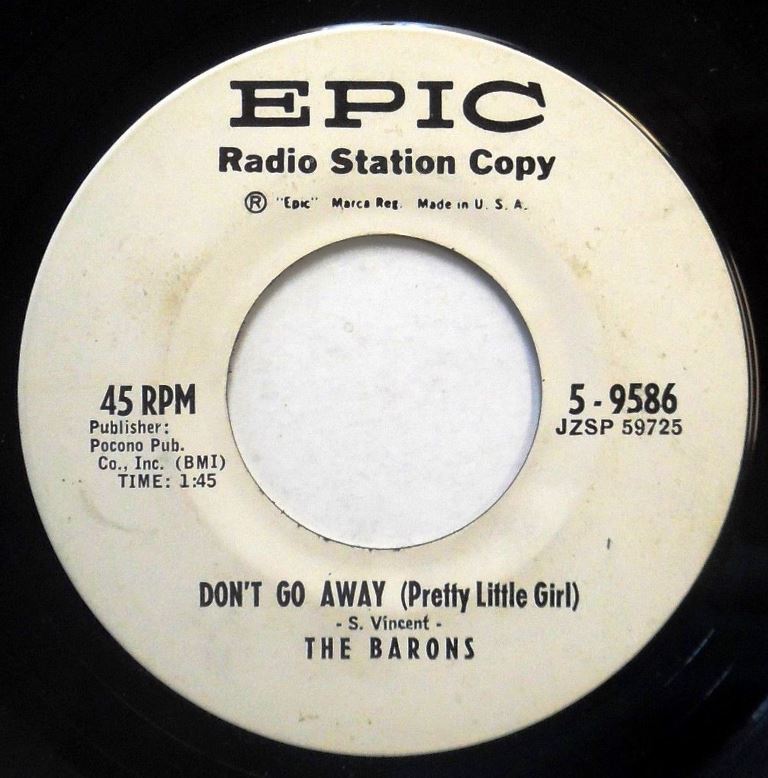 EPIC
Radio Station Copy
® "Epic" Marca Reg. Made in U. S. A.
45 RPM
Publisher:
Pocono Pub.
Co., Inc. (BMI)
TIME: 1:45
5 - 9586
JZSP 59725
DON'T GO AWAY (Pretty Little Girl)
- S. Vincent -
THE BARONS